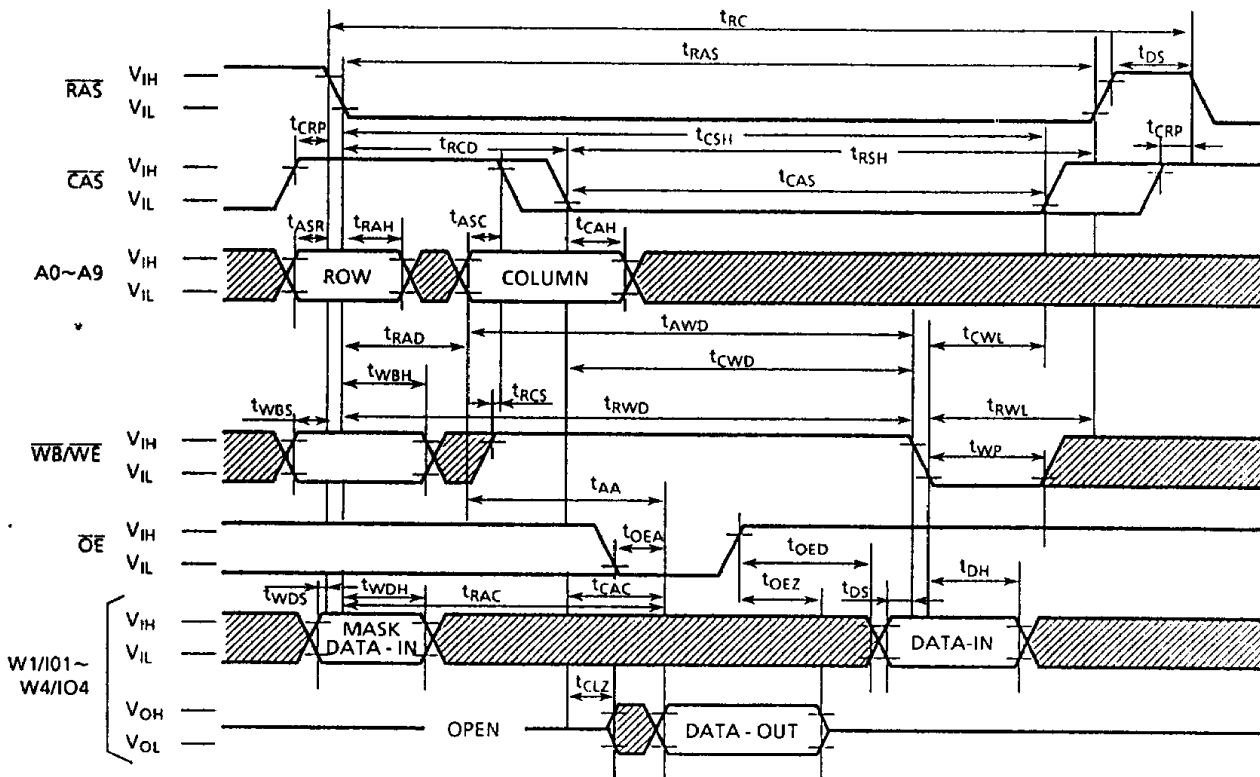 tRC
tRAS
tDS
RAS
VIH
VIL
tCRP
tCSH
tCRP
tRCD
tRSH
CAS
VIH
VIL
tCAS
tASR
tRAH
tASC
tCAH
A0~A9
VIH
VIL
ROW
COLUMN
tAWD
tRAD
tCWL
tCWD
tWBH
tRCS
tWBS
tRWD
tRWL
WB/WE
VIH
VIL
tWP
tAA
OE
VIH
VIL
tOEA
tOED
tWDS
tWDH
tRAC
tCAC
tOEZ
tDS
tDH
W1/I01~
W4/IO4
VIH
VIL
MASK
DATA-IN
DATA-IN
tCLZ
VOH
VOL
OPEN
DATA-OUT